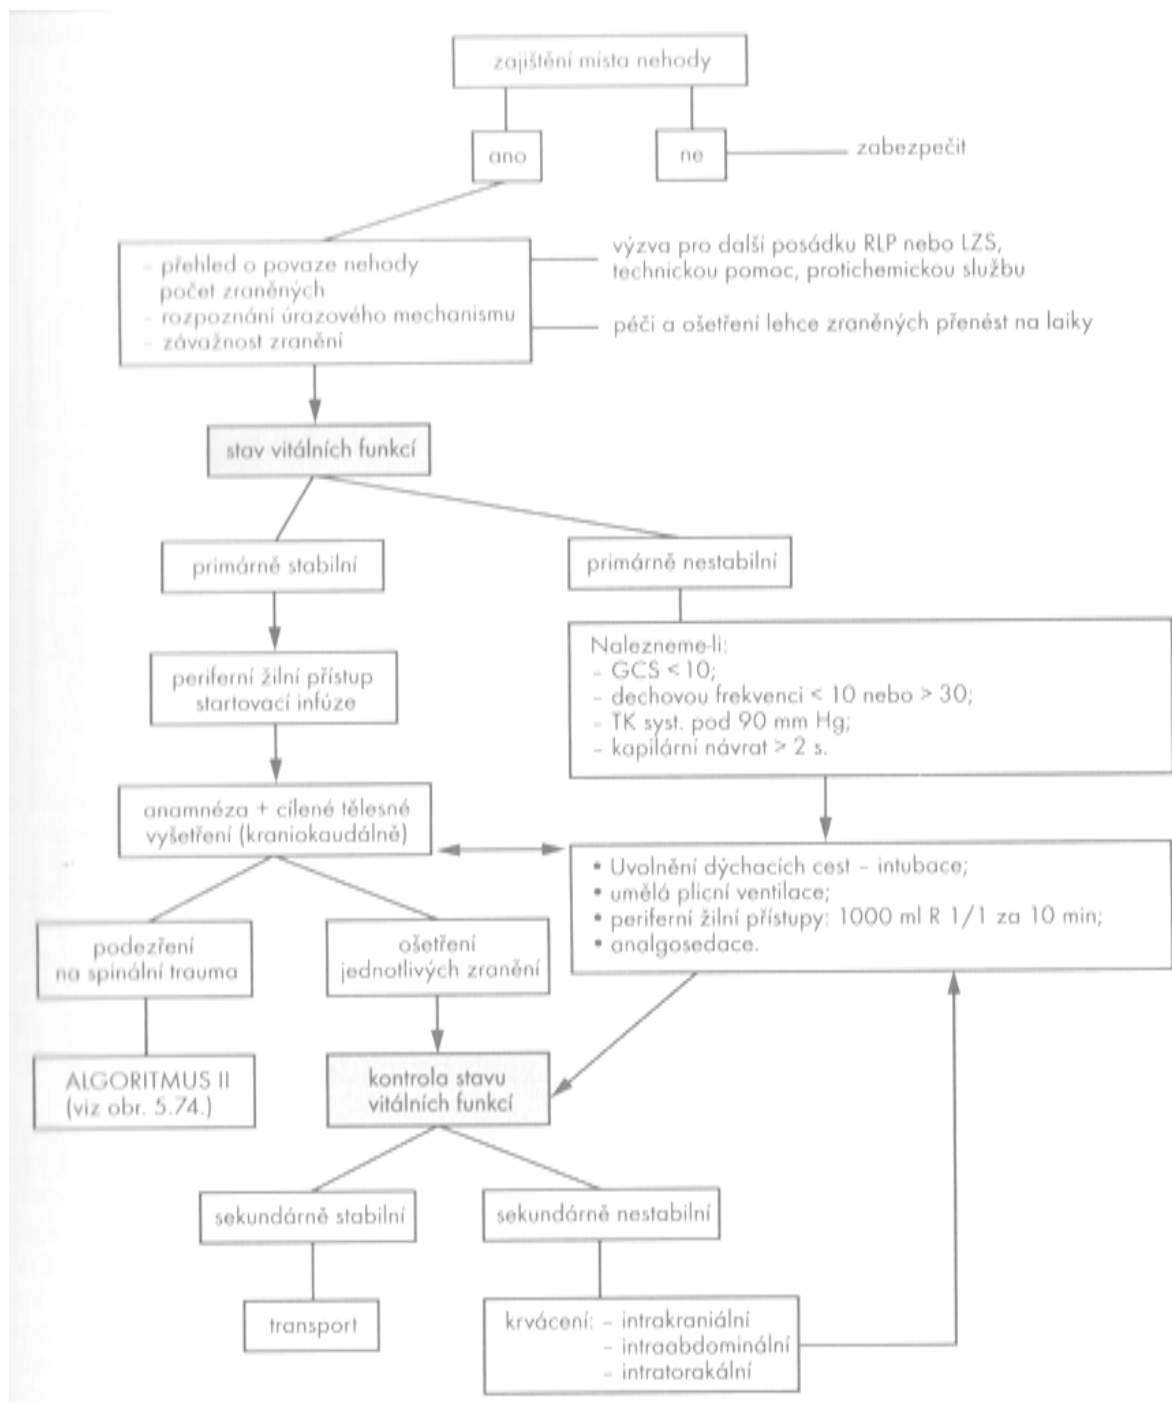 zajištění místa nehody
ano
ne
zabezpečit
- přehled o povaze nehody
počet zraněných
- rozpoznání úrazového mechanismu
- závažnost zranění
výzva pro další posádku RLP nebo LZS,
technickou pomoc, protichemickou službu
péči a ošetření lehce zraněných přenést na laiky
stav vitálních funkcí
primárně stabilní
primárně nestabilní
periferní žilní přístup
startovací infúze
Nalezneme-li:
- GCS < 10;
- dechovou frekvenci < 10 nebo > 30;
- TK syst. pod 90 mm Hg;
- kapilární návrat > 2 s.
anamnéza + cílené tělesné
vyšetření (kraniokaudálně)
• Uvolnění dýchacích cest – intubace;
• umělá plicní ventilace;
• periferní žilní přístupy: 1000 ml R 1/1 za 10 min;
• analgosedace.
podezření
na spinální trauma
ošetření
jednotlivých zranění
ALGORITMUS II
(viz obr. 5.74.)
kontrola stavu
vitálních funkcí
sekundárně stabilní
sekundárně nestabilní
transport
krvácení: – intrakraniální
– intraabdominální
– intratorakální